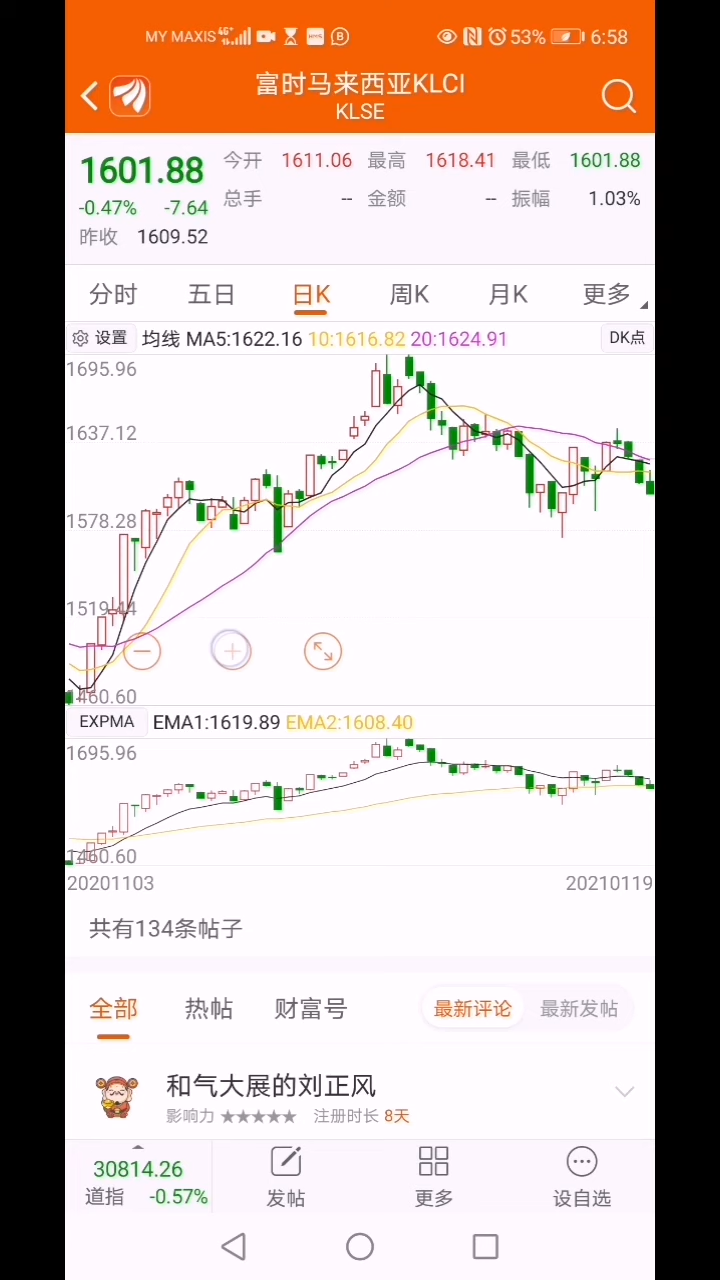 MY MAXIS 53% 6:58
富时马来西亚KLCI
KLSE
1601.88
-0.47% -7.64
昨收 1609.52
今开 1611.06 最高 1618.41 最低 1601.88
总手 -- 金额 -- 振幅 1.03%
分时 五日 日K 周K 月K 更多
设置 均线 MA5:1622.16 10:1616.82 20:1624.91 DK点
1695.96
1637.12
1578.28
1519.44
1460.60
EXPMA EMA1:1619.89 EMA2:1608.40
1695.96
1460.60
20201103 20210119
共有134条帖子
全部 热帖 财富号 最新评论 最新发帖
和气大展的刘正风
影响力 ★★★★★ 注册时长 8天
30814.26
道指 -0.57%
发帖 更多 设自选